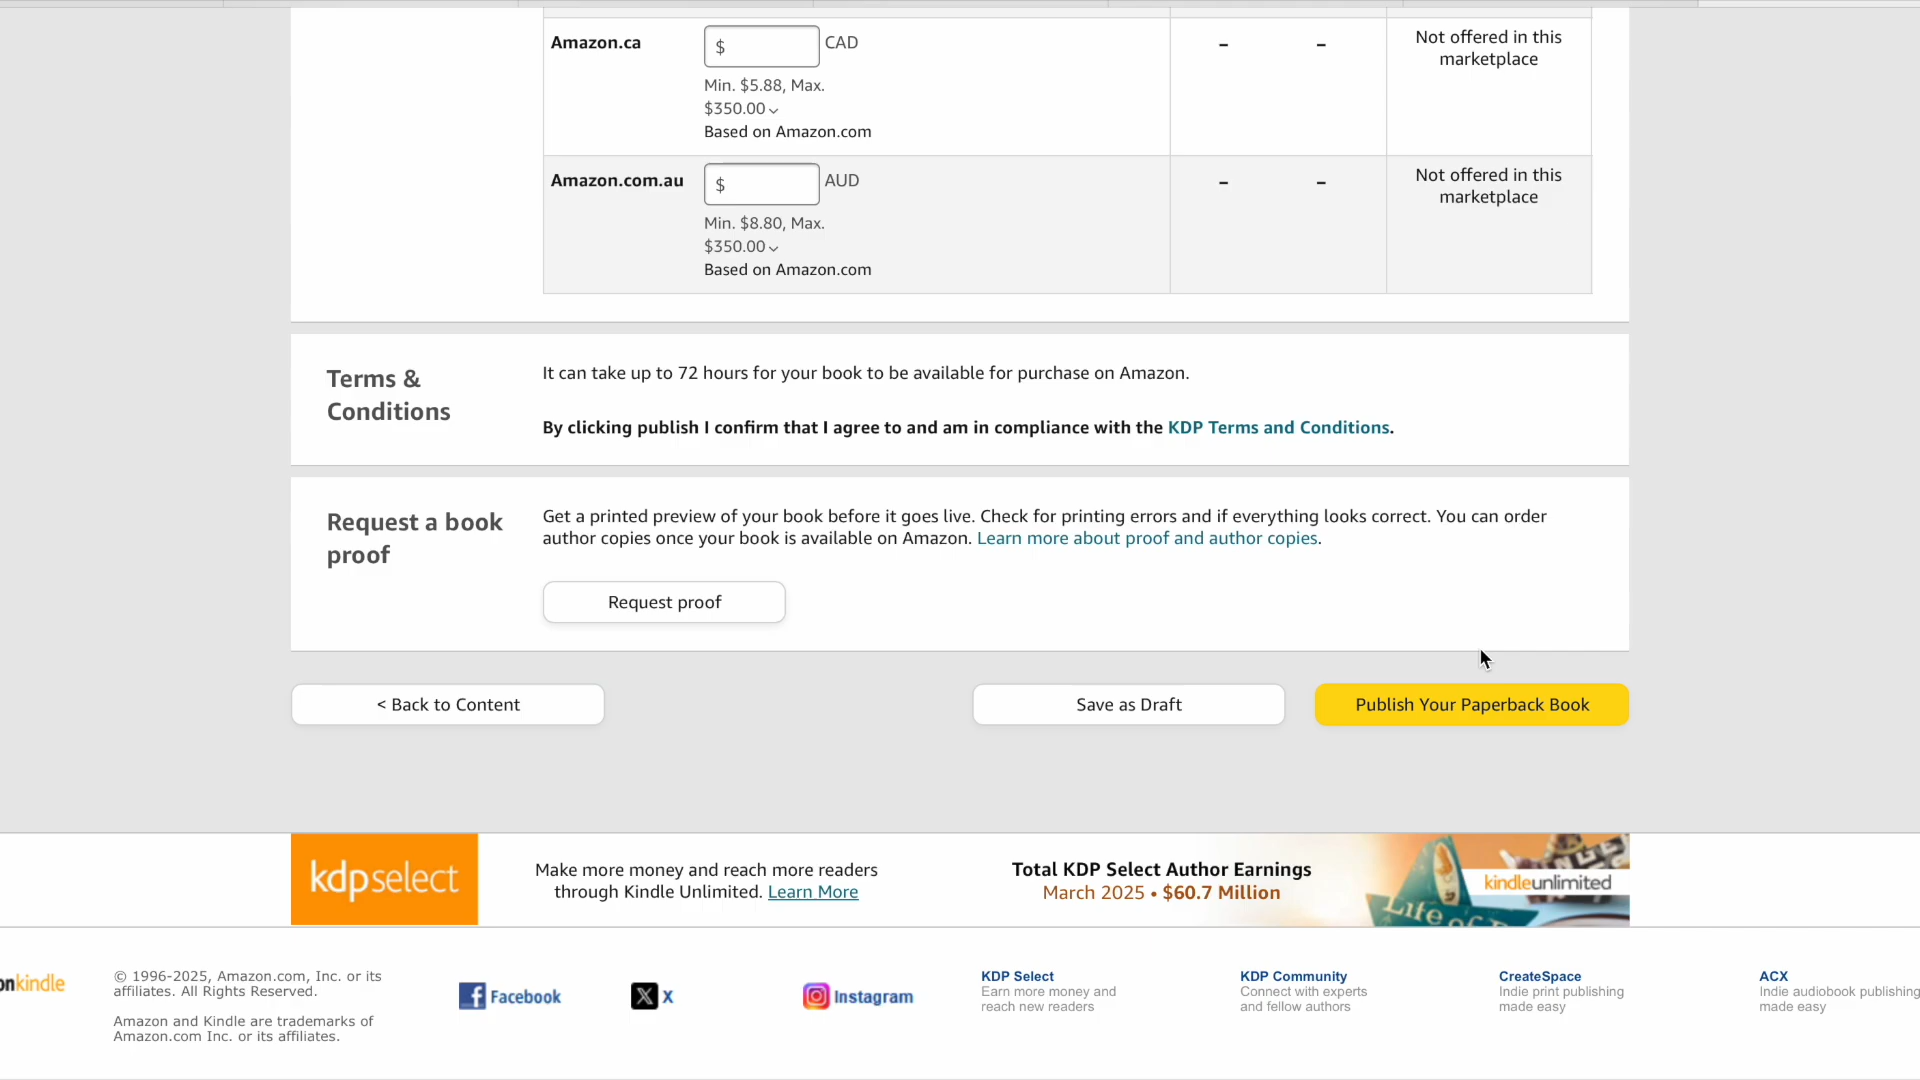 Amazon.ca
$
CAD
Min. $5.88, Max.
$350.00
Based on Amazon.com
-
-
Not offered in this
marketplace
Amazon.com.au
$
AUD
Min. $8.80, Max.
$350.00
Based on Amazon.com
-
-
Not offered in this
marketplace
Terms &
Conditions
It can take up to 72 hours for your book to be available for purchase on Amazon.
By clicking publish I confirm that I agree to and am in compliance with the KDP Terms and Conditions.
Request a book
proof
Get a printed preview of your book before it goes live. Check for printing errors and if everything looks correct. You can order
author copies once your book is available on Amazon. Learn more about proof and author copies.
Request proof
< Back to Content
Save as Draft
Publish Your Paperback Book
kdpselect
Make more money and reach more readers
through Kindle Unlimited. Learn More
Total KDP Select Author Earnings
March 2025 • $60.7 Million
kindleunlimited
Life of
onkindle
© 1996-2025, Amazon.com, Inc. or its
affiliates. All Rights Reserved.
Amazon and Kindle are trademarks of
Amazon.com Inc. or its affiliates.
Facebook
X
Instagram
KDP Select
Earn more money and
reach new readers
KDP Community
Connect with experts
and fellow authors
CreateSpace
Indie print publishing
made easy
ACX
Indie audiobook publishing
made easy